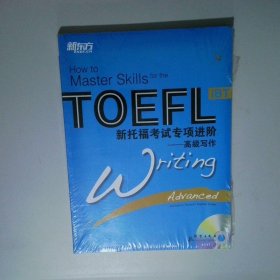 新东方
How to
Master Skills for the
TOEFL iBT
新托福考试专项进阶
——高级写作
Writing
Advanced